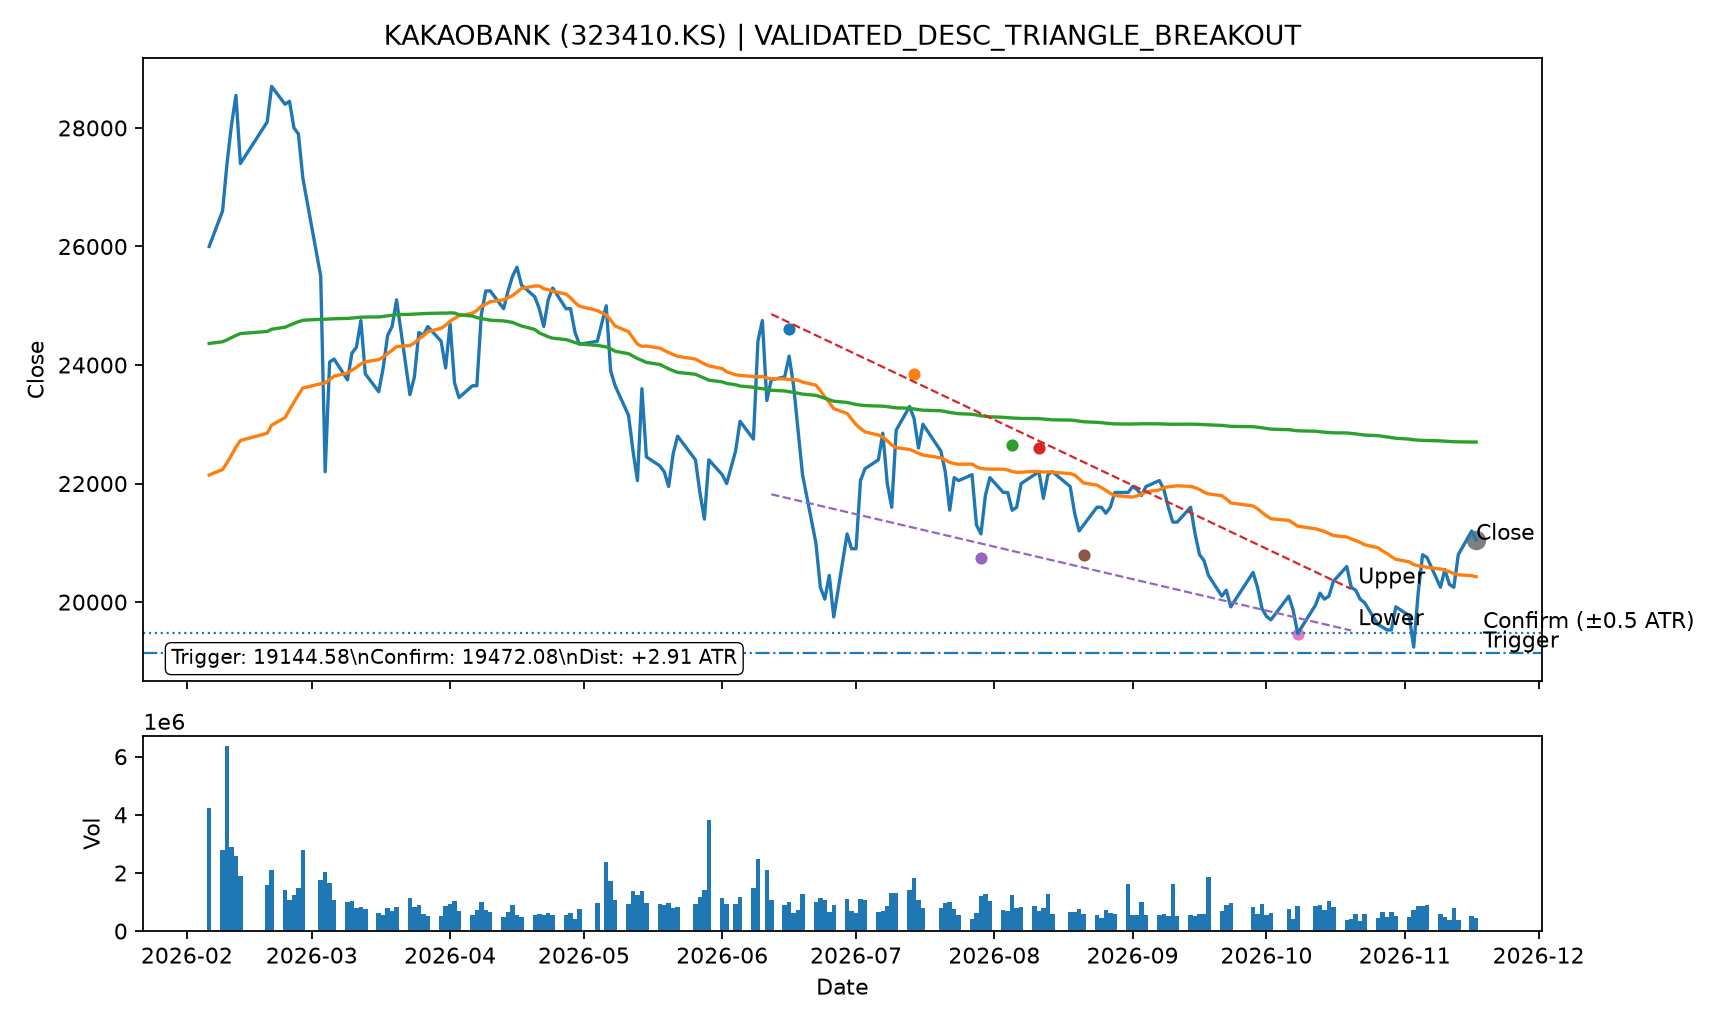 KAKAOBANK (323410.KS) | VALIDATED_DESC_TRIANGLE_BREAKOUT
Close
28000
26000
24000
22000
20000
Close
Upper
Lower
Confirm (±0.5 ATR)
Trigger
Trigger: 19144.58\nConfirm: 19472.08\nDist: +2.91 ATR
1e6
Vol
6
4
2
0
2026-02 2026-03 2026-04 2026-05 2026-06 2026-07 2026-08 2026-09 2026-10 2026-11 2026-12
Date